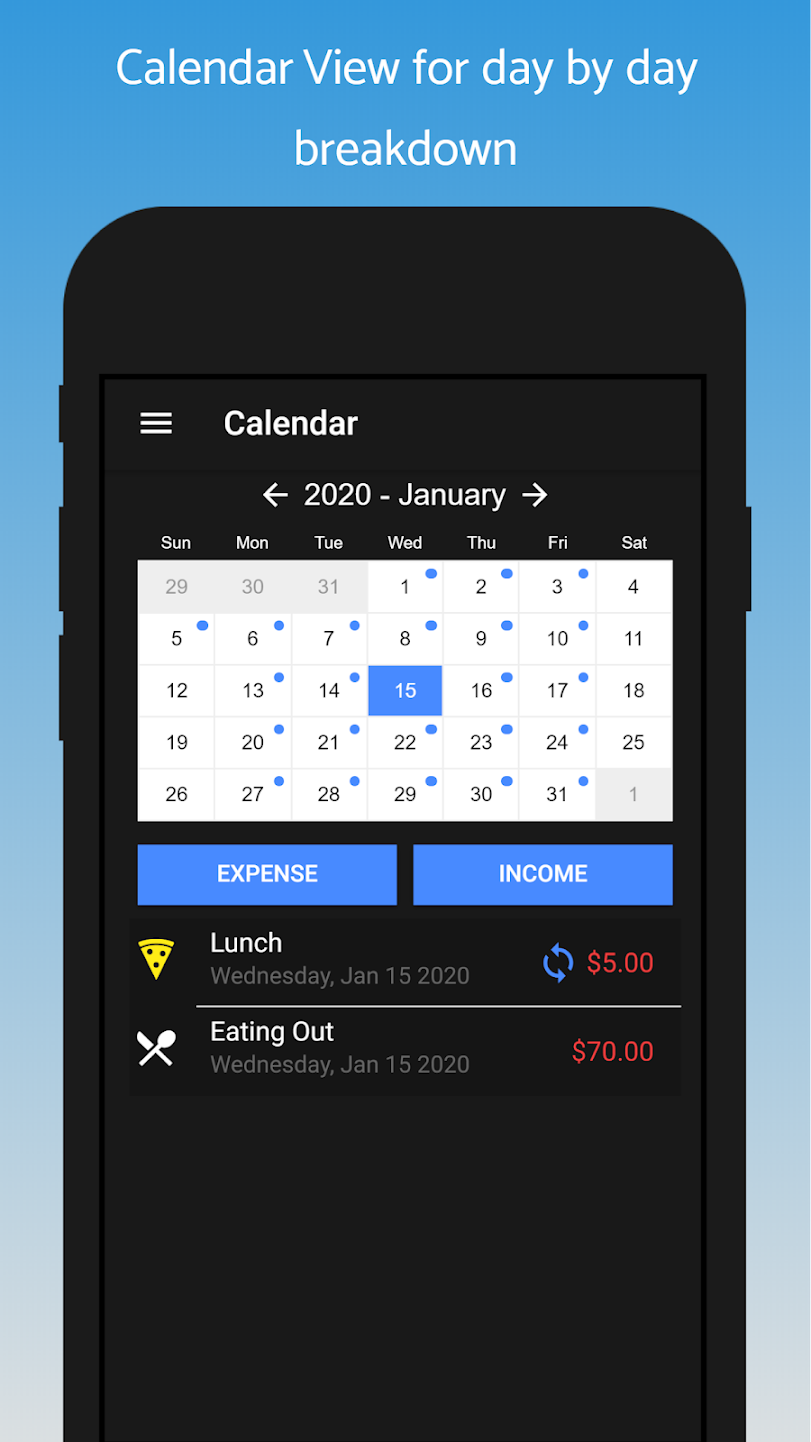 Calendar View for day by day
breakdown
Calendar
2020 - January
Sun Mon Tue Wed Thu Fri Sat
29 30 31 1 2 3 4
5 6 7 8 9 10 11
12 13 14 15 16 17 18
19 20 21 22 23 24 25
26 27 28 29 30 31 1
EXPENSE INCOME
Lunch
Wednesday, Jan 15 2020 $5.00
Eating Out
Wednesday, Jan 15 2020 $70.00